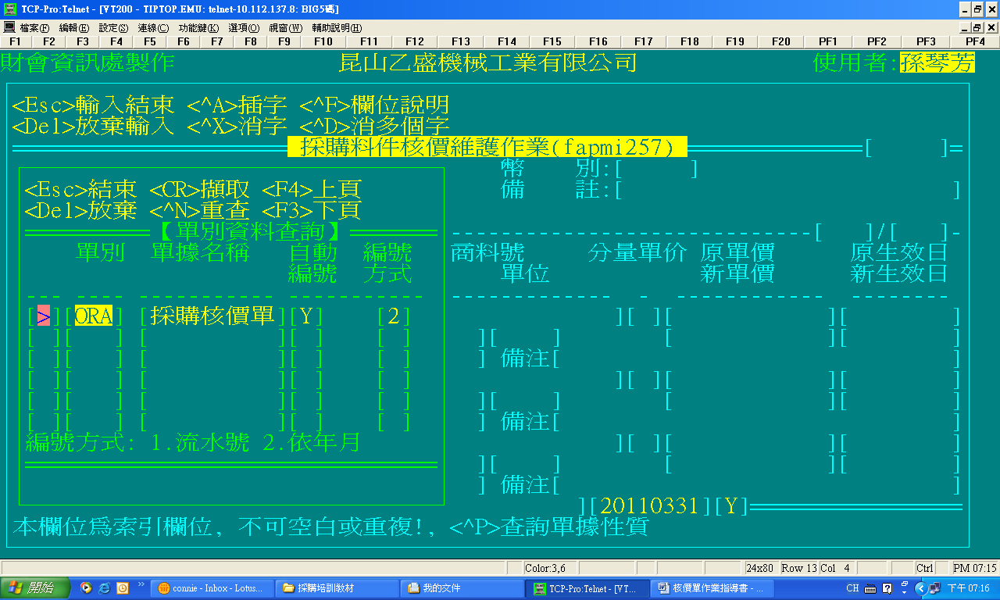 TCP-Pro:Telnet - [VT200 - TIPTOP.EMU: telnet-10.112.137.8: BIG5碼]
檔案(F) 編輯(E) 設定(S) 連線(C) 功能鍵(K) 選項(O) 視窗(W) 輔助說明(H)
F1 F2 F3 F4 F5 F6 F7 F8 F9 F10 F11 F12 F13 F14 F15 F16 F17 F18 F19 F20 PF1 PF2 PF3 PF4
財會資訊處製作 昆山乙盛機械工業有限公司 使用者:孫琴芳
<Esc>輸入結束 <^A>插字 <^F>欄位說明
<Del>放棄輸入 <^X>消字 <^D>消多個字
採購料件核價維護作業(fapmi257) [ ]
幣 別:[ ]
備 註:[ ]
<Esc>結束 <CR>擷取 <F4>上頁
<Del>放棄 <^N>重查 <F3>下頁
【單別資料查詢】
單別 單據名稱 自動 編號
編號 方式
--- ---- ----------- -----------
[>][ORA] [採購核價單][Y] [2]
[ ][ ] [ ][ ] [ ]
[ ][ ] [ ][ ] [ ]
[ ][ ] [ ][ ] [ ]
[ ][ ] [ ][ ] [ ]
[ ][ ] [ ][ ] [ ]
編號方式: 1.流水號 2.依年月
-----------------------------[ ]/[ ]-
商料號 分量單价 原單價 原生效日
單位 新單價 新生效日
------------- - ------------ --------
][ ][ ][ ]
][ ] [ ][ ]
] 備注[ ]
][ ][ ][ ]
][ ] [ ][ ]
] 備注[ ]
][ ][ ][ ]
][ ] [ ][ ]
] 備注[ ]
][20110331][Y]
本欄位為索引欄位, 不可空白或重複!, <^P>查詢單據性質
Color:3,6 24x80 Row 13 Col 4 Ctrl PM 07:15
開始 connie - Inbox - Lotus... 採購培訓教材 我的文件 TCP-Pro:Telnet - [VT... 核價單作業指導書 - ... CH 下午 07:16